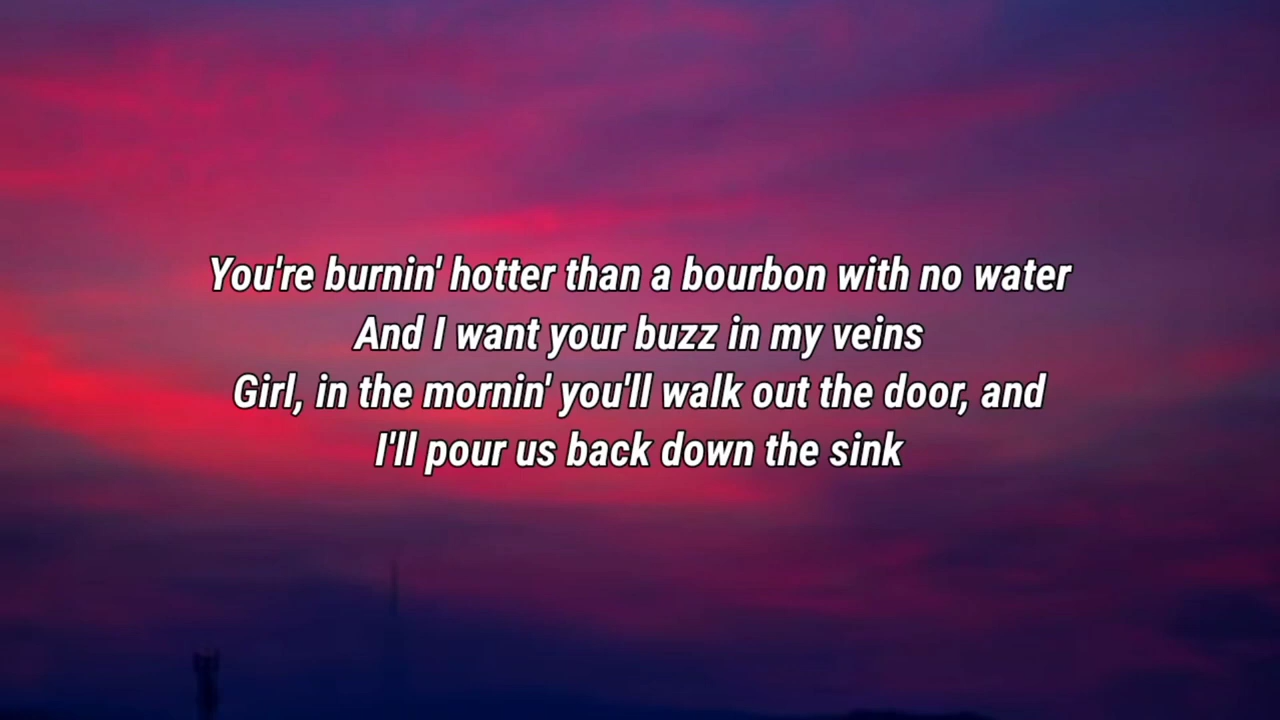 You're burnin' hotter than a bourbon with no water
And I want your buzz in my veins
Girl, in the mornin' you'll walk out the door, and
I'll pour us back down the sink